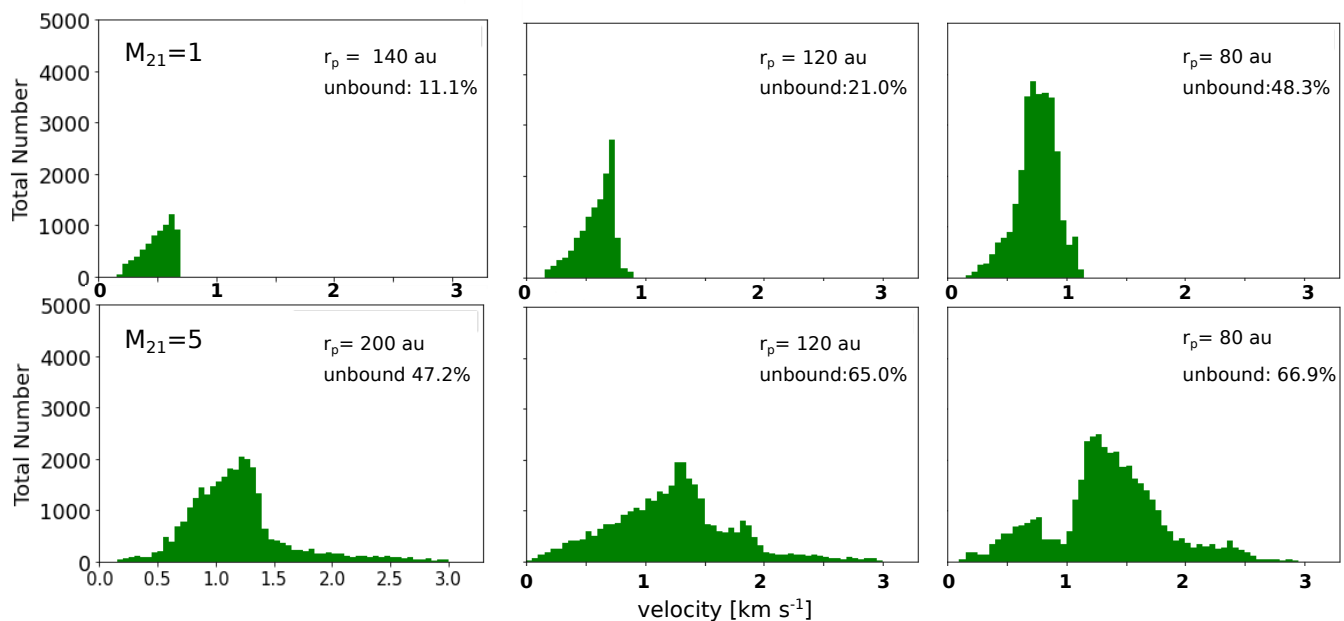 5000
4000
3000
2000
1000
0
Total Number
M₂₁=1
rₚ = 140 au
unbound: 11.1%
0 1 2 3
rₚ = 120 au
unbound:21.0%
0 1 2 3
rₚ = 80 au
unbound:48.3%
0 1 2 3
5000
4000
3000
2000
1000
0
Total Number
M₂₁=5
rₚ= 200 au
unbound 47.2%
0.0 0.5 1.0 1.5 2.0 2.5 3.0
rₚ= 120 au
unbound:65.0%
0 1 2 3
rₚ= 80 au
unbound: 66.9%
0 1 2 3
velocity [km s⁻¹]